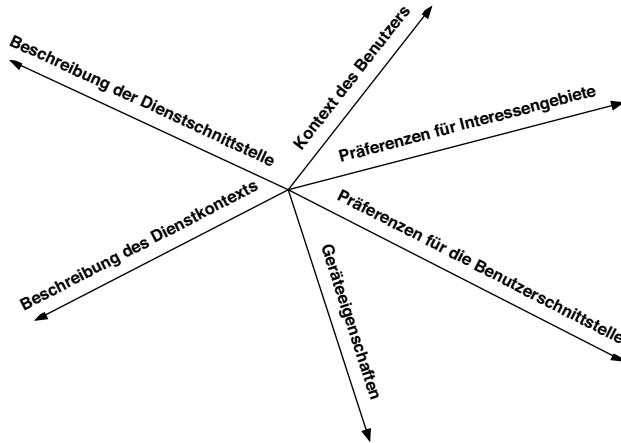 Kontext des Benutzers
Beschreibung der Dienstschnittstelle
Präferenzen für Interessengebiete
Beschreibung des Dienstkontexts
Präferenzen für die Benutzerschnittstelle
Geräteeigenschaften